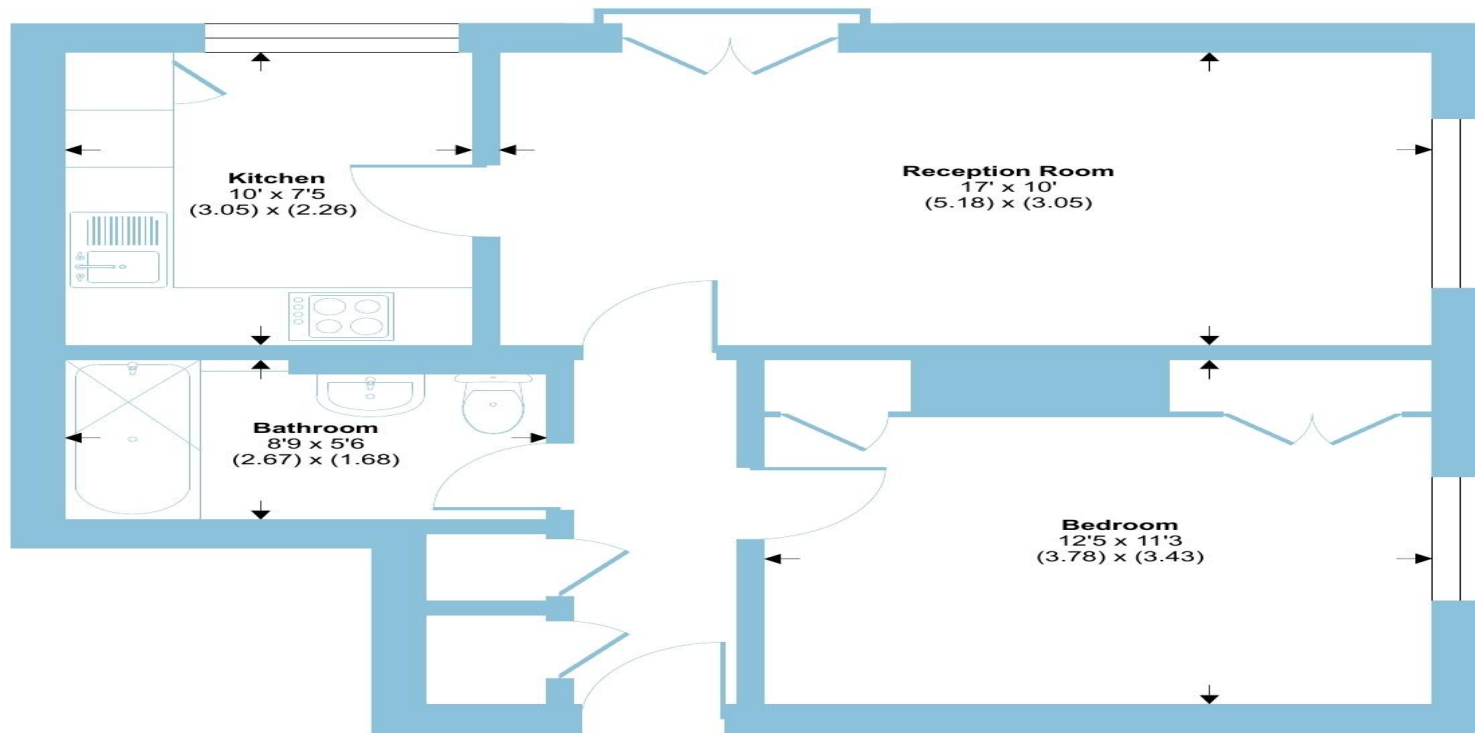 Kitchen
10' x 7'5
(3.05) x (2.26)
Reception Room
17' x 10'
(5.18) x (3.05)
Bathroom
8'9 x 5'6
(2.67) x (1.68)
Bedroom
12'5 x 11'3
(3.78) x (3.43)